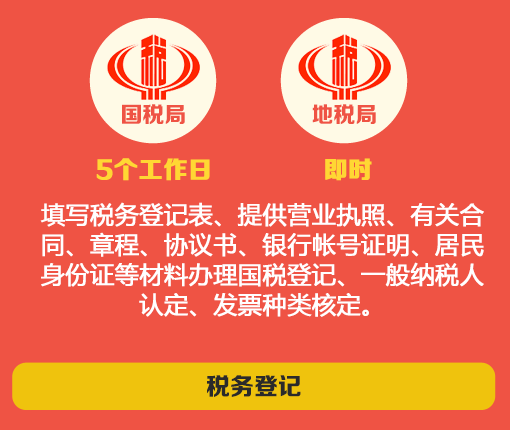 国税局 地税局
5个工作日 即时
填写税务登记表、提供营业执照、有关合
同、章程、协议书、银行帐号证明、居民
身份证等材料办理国税登记、一般纳税人
认定、发票种类核定。
税务登记